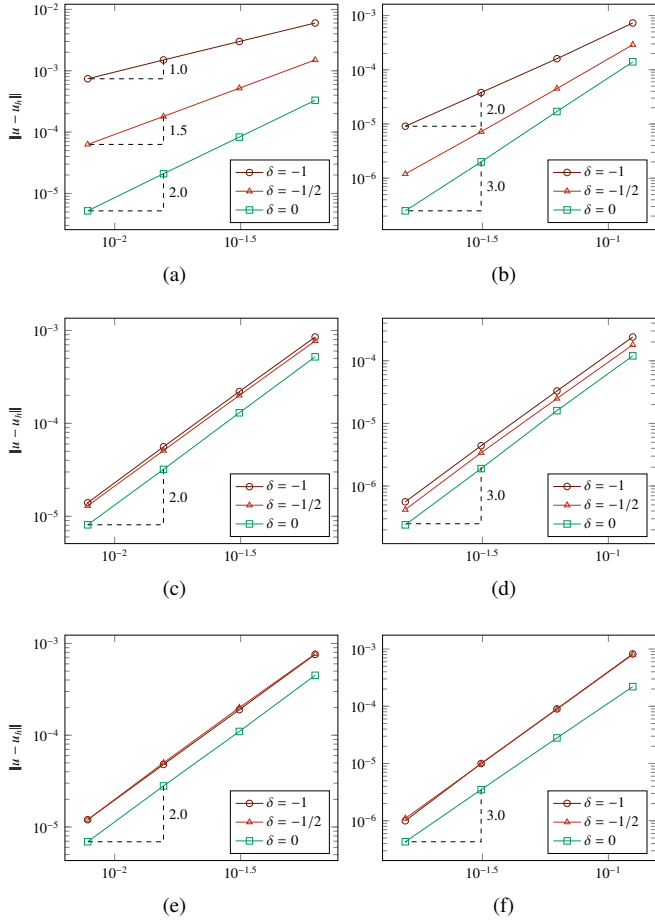 10⁻²
10⁻³
10⁻⁴
10⁻⁵
‖u − uₕ‖
1.0
1.5
2.0
δ = −1
δ = −1/2
δ = 0
10⁻²
10⁻¹·⁵
(a)
10⁻³
10⁻⁴
10⁻⁵
10⁻⁶
2.0
3.0
δ = −1
δ = −1/2
δ = 0
10⁻¹·⁵
10⁻¹
(b)
10⁻³
10⁻⁴
10⁻⁵
‖u − uₕ‖
2.0
δ = −1
δ = −1/2
δ = 0
10⁻²
10⁻¹·⁵
(c)
10⁻⁴
10⁻⁵
10⁻⁶
3.0
δ = −1
δ = −1/2
δ = 0
10⁻¹·⁵
10⁻¹
(d)
10⁻³
10⁻⁴
10⁻⁵
‖u − uₕ‖
2.0
δ = −1
δ = −1/2
δ = 0
10⁻²
10⁻¹·⁵
(e)
10⁻³
10⁻⁴
10⁻⁵
10⁻⁶
3.0
δ = −1
δ = −1/2
δ = 0
10⁻¹·⁵
10⁻¹
(f)